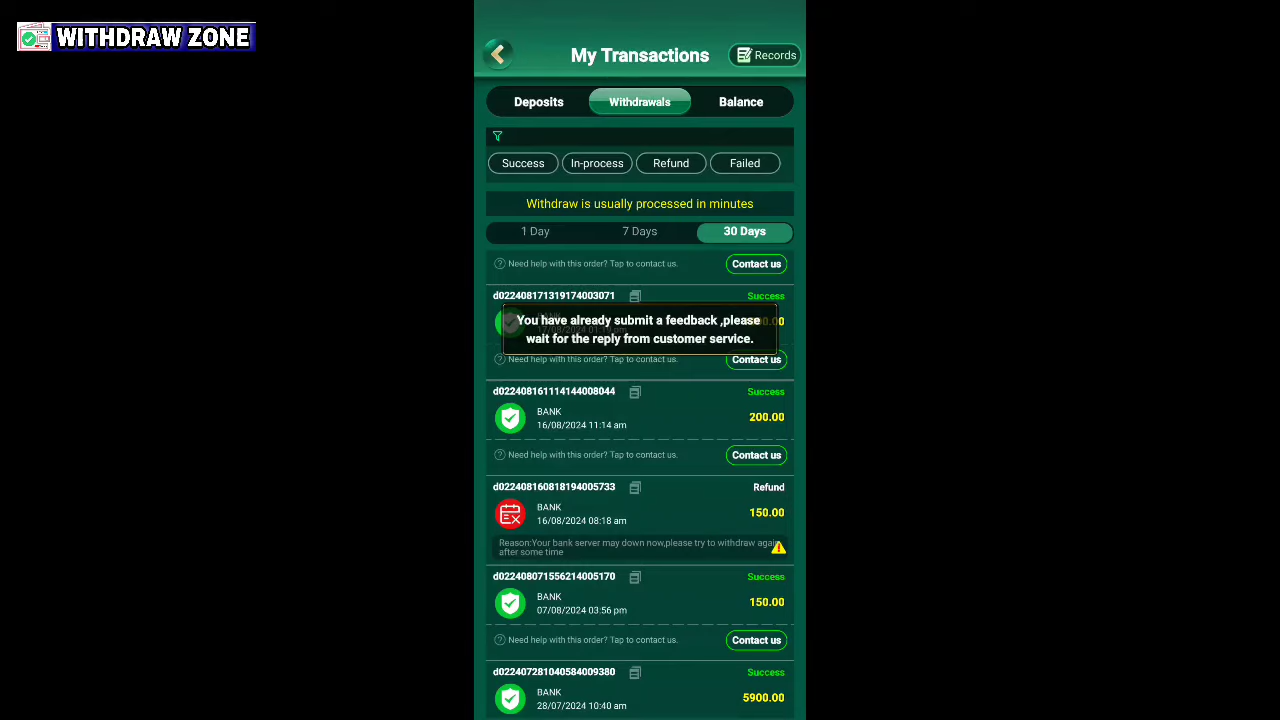 WITHDRAW ZONE
My Transactions
Records
Deposits
Withdrawals
Balance
Success
In-process
Refund
Failed
Withdraw is usually processed in minutes
1 Day
7 Days
30 Days
Need help with this order? Tap to contact us.
Contact us
d022408171319174003071
Success
You have already submit a feedback ,please
wait for the reply from customer service.
17/08/2024 01:19 pm
Need help with this order? Tap to contact us.
Contact us
d022408161114144008044
Success
BANK
200.00
16/08/2024 11:14 am
Need help with this order? Tap to contact us.
Contact us
d022408160818194005733
Refund
BANK
150.00
16/08/2024 08:18 am
Reason:Your bank server may down now,please try to withdraw again
after some time
d022408071556214005170
Success
BANK
150.00
07/08/2024 03:56 pm
Need help with this order? Tap to contact us.
Contact us
d022407281040584009380
Success
BANK
5900.00
28/07/2024 10:40 am